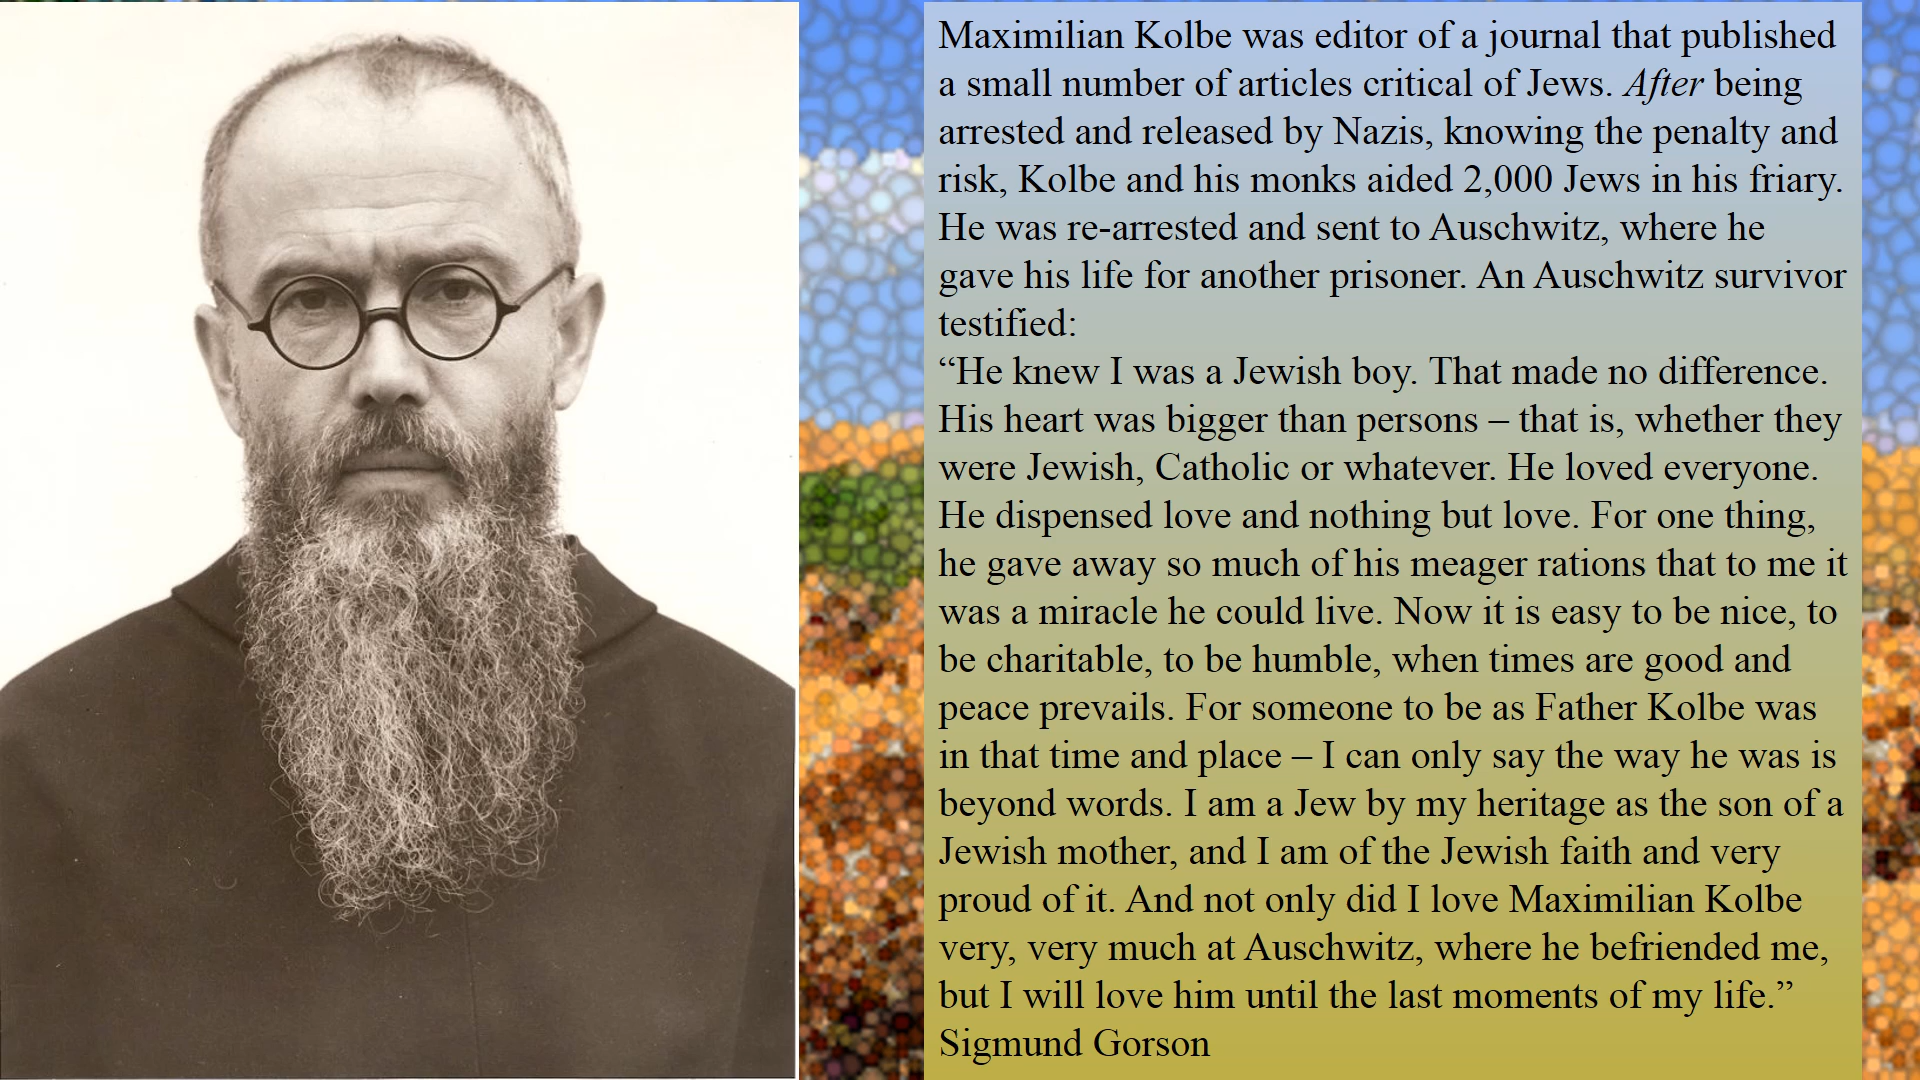 Maximilian Kolbe was editor of a journal that published
a small number of articles critical of Jews. After being
arrested and released by Nazis, knowing the penalty and
risk, Kolbe and his monks aided 2,000 Jews in his friary.
He was re-arrested and sent to Auschwitz, where he
gave his life for another prisoner. An Auschwitz survivor
testified:
“He knew I was a Jewish boy. That made no difference.
His heart was bigger than persons – that is, whether they
were Jewish, Catholic or whatever. He loved everyone.
He dispensed love and nothing but love. For one thing,
he gave away so much of his meager rations that to me it
was a miracle he could live. Now it is easy to be nice, to
be charitable, to be humble, when times are good and
peace prevails. For someone to be as Father Kolbe was
in that time and place – I can only say the way he was is
beyond words. I am a Jew by my heritage as the son of a
Jewish mother, and I am of the Jewish faith and very
proud of it. And not only did I love Maximilian Kolbe
very, very much at Auschwitz, where he befriended me,
but I will love him until the last moments of my life.”
Sigmund Gorson